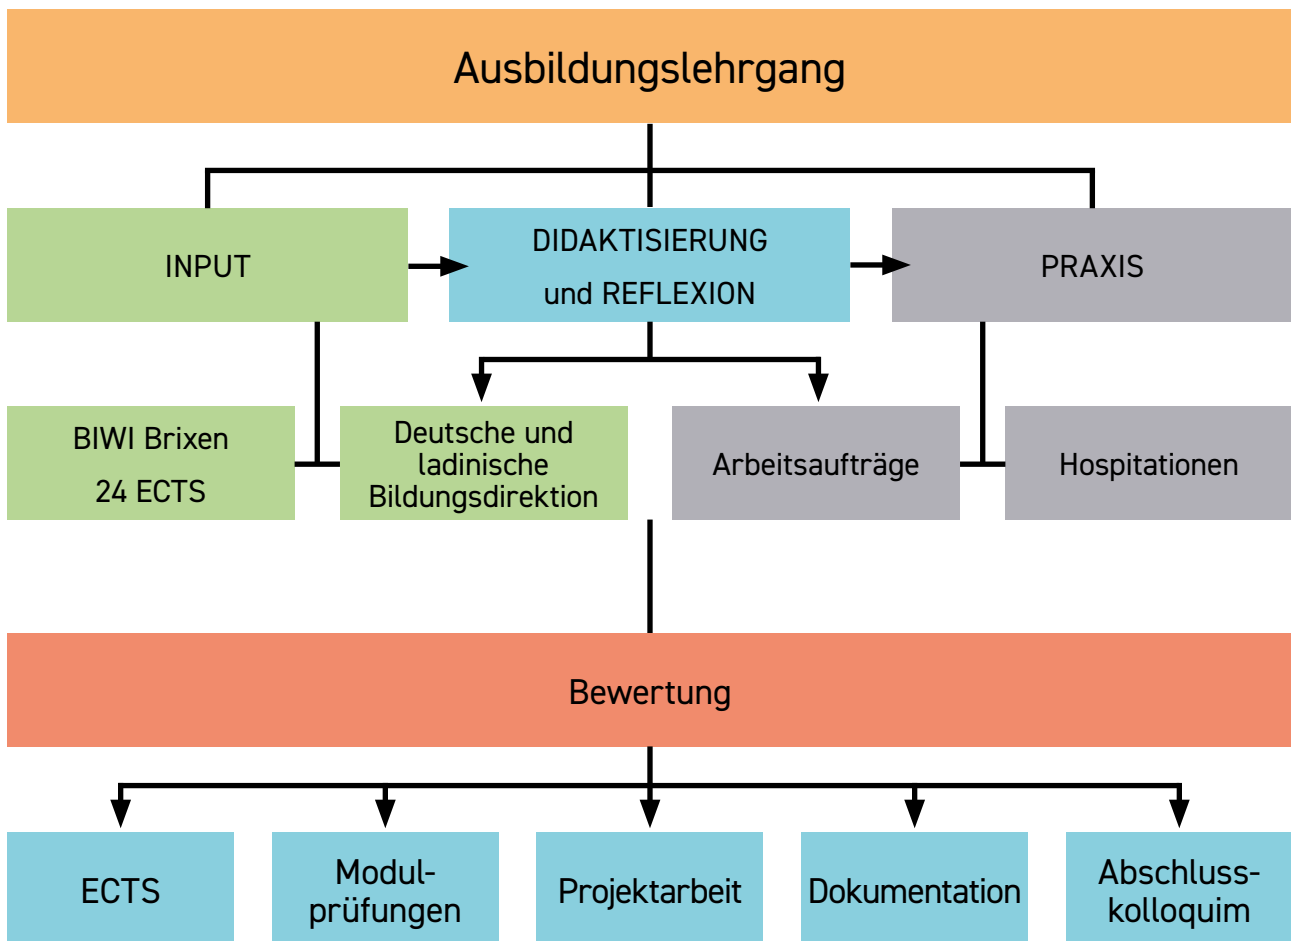 Ausbildungslehrgang
INPUT
DIDAKTISIERUNG
und REFLEXION
PRAXIS
BIWI Brixen
24 ECTS
Deutsche und
ladinische
Bildungsdirektion
Arbeitsaufträge
Hospitationen
Bewertung
ECTS
Modul-
prüfungen
Projektarbeit
Dokumentation
Abschluss-
kolloquim